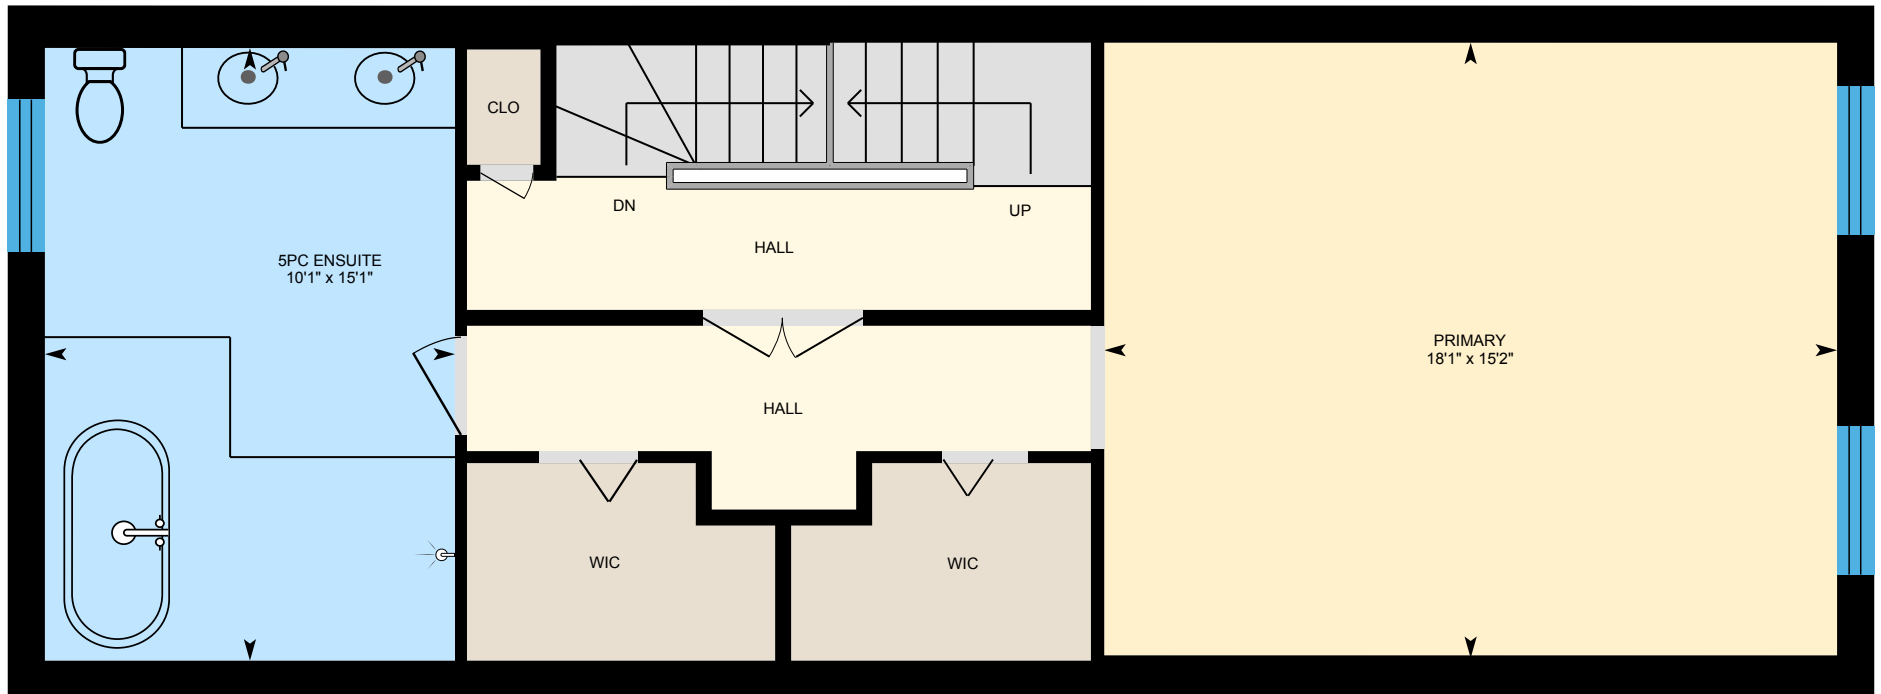 CLO
DN
UP
HALL
5PC ENSUITE
10'1" x 15'1"
PRIMARY
18'1" x 15'2"
HALL
WIC
WIC